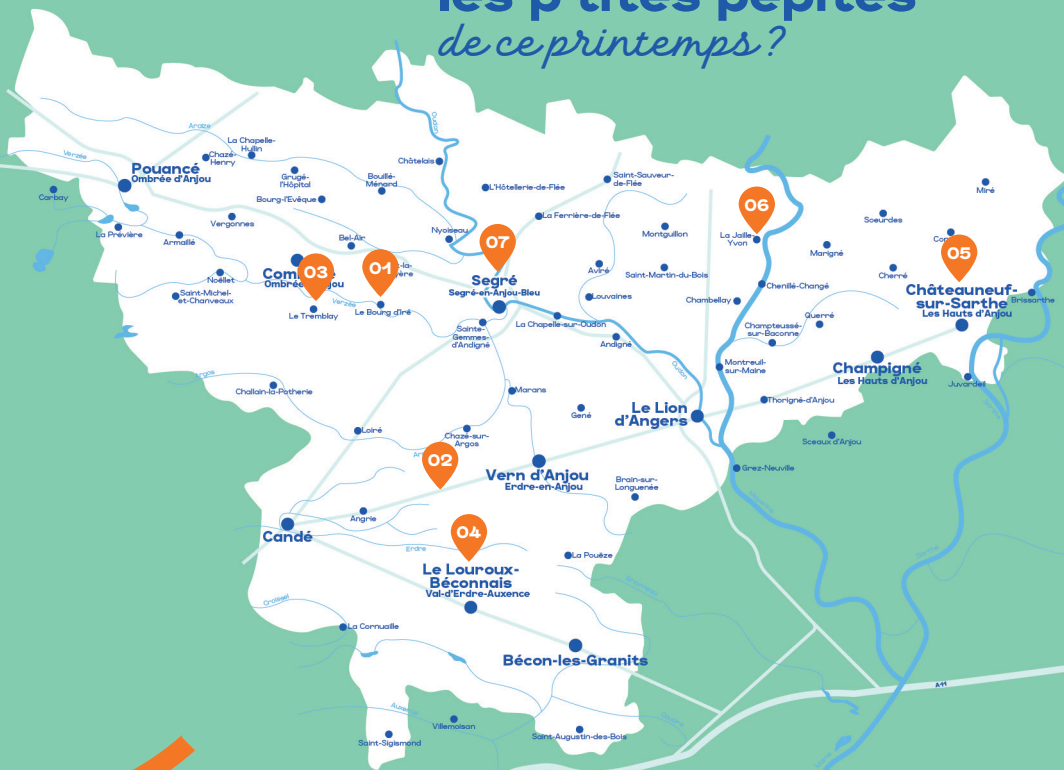 les p'tites pépites
de ce printemps ?
Oudon
Araize
La Chapelle-
Hullin
Chazé-
Henry
Verzée
Châtelais
Pouancé
Ombrée d'Anjou
Grugé-
l'Hôpital
Bouillé-
Ménard
L'Hôtellerie-de-Flée
Saint-Sauveur-
de-Flée
Miré
Carbay
Bourg-l'Evêque
06
La Prévière
Armaillé
Vergonnes
Bel-Air
Nyoiseau
La Ferrière-de-Flée
Montguillon
La Jaille-
Yvon
Soeurdes
07
Marigné
05
03
01
Noëllet
Segré
Segré-en-Anjou-Bleu
Aviré
Saint-Martin-du-Bois
Cherré
Châteauneuf-
sur-Sarthe
Les Hauts d'Anjou
Brissarthe
Saint-Michel-
et-Chanveaux
Verzée
Louvaines
Chambellay
Chenillé-Changé
Le Tremblay
Le Bourg d'Iré
Sainte-
Gemmes-
d'Andigné
La Chapelle-sur-Oudon
Andigné
Querré
Champteussé-
sur-Baconne
Oudon
Montreuil-
sur-Maine
Champigné
Les Hauts d'Anjou
Juvardeil
Argos
Challain-la-Potherie
Marans
Gené
Le Lion
d'Angers
Thorigné-d'Anjou
Loiré
Chazé-sur-
Argos
Sceaux d'Anjou
02
Vern d'Anjou
Erdre-en-Anjou
Brain-sur-
Longuenée
Grez-Neuville
Angrie
Candé
04
Erdre
La Pouëze
Le Louroux-
Béconnais
Val-d'Erdre-Auxence
La Cornuaille
Bécon-les-Granits
A11
Villemoisan
Saint-Sigismond
Saint-Augustin-des-Bois